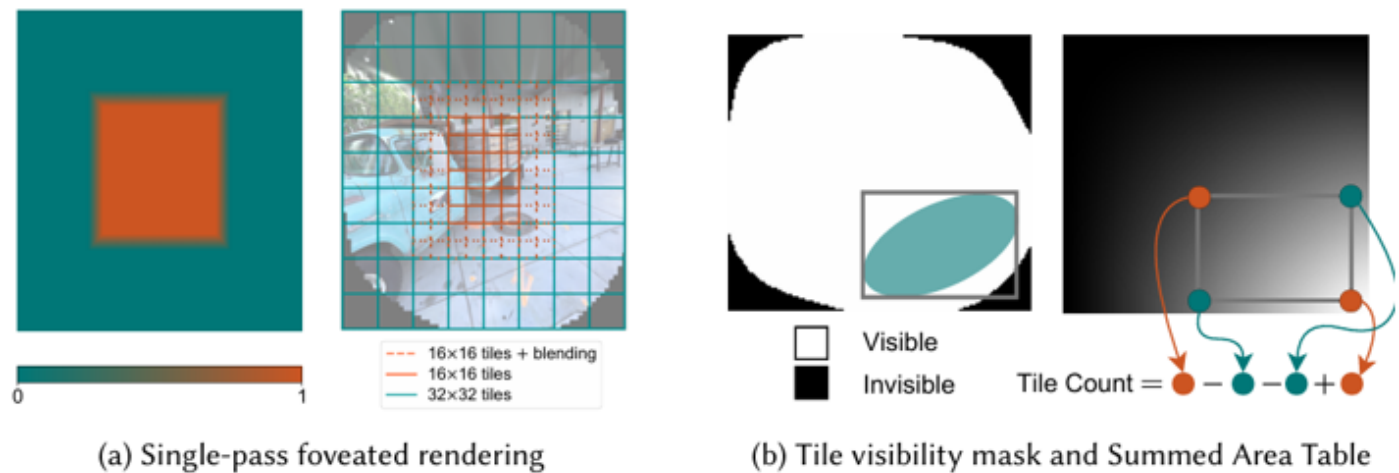 0
1
16×16 tiles + blending
16×16 tiles
32×32 tiles
(a) Single-pass foveated rendering
Visible
Invisible
Tile Count = - - +
(b) Tile visibility mask and Summed Area Table